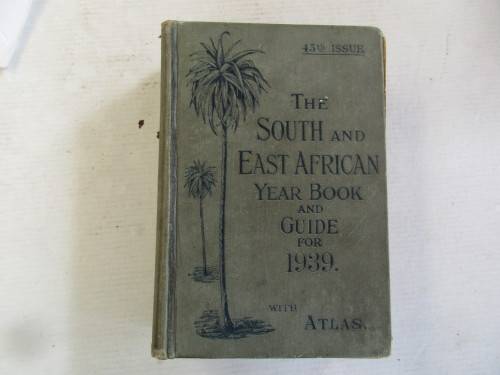 45th ISSUE
THE
SOUTH AND
EAST AFRICAN
YEAR BOOK
AND
GUIDE
FOR
1939.
WITH
ATLAS.